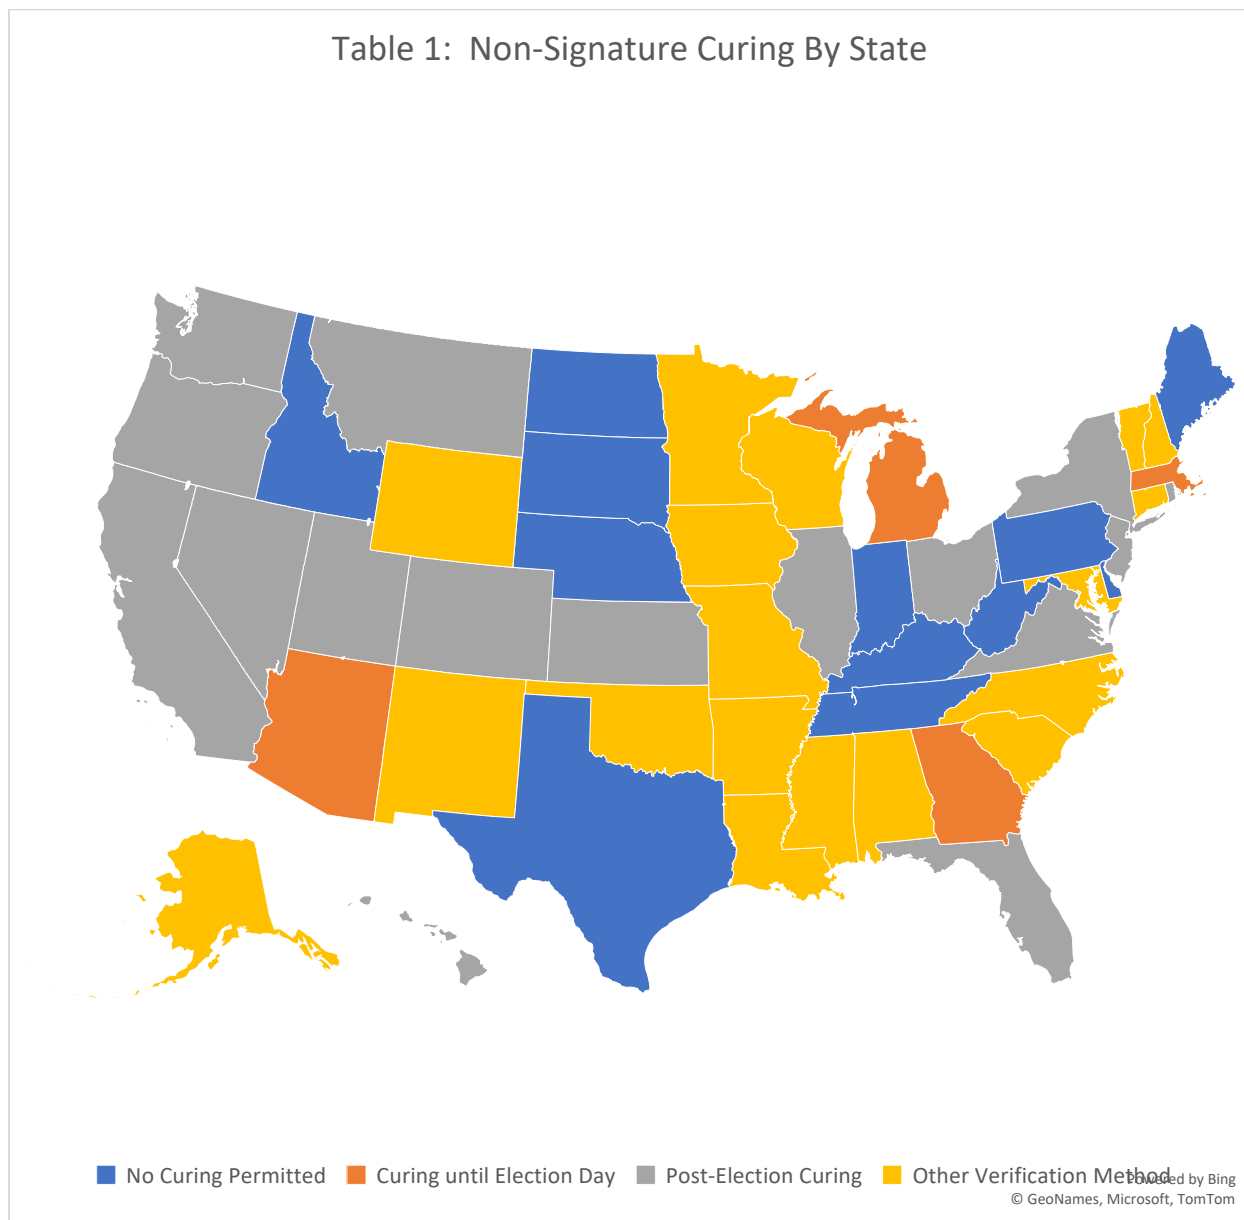 Table 1: Non-Signature Curing By State
No Curing Permitted
Curing until Election Day
Post-Election Curing
Other Verification Method
Powered by Bing
© GeoNames, Microsoft, TomTom